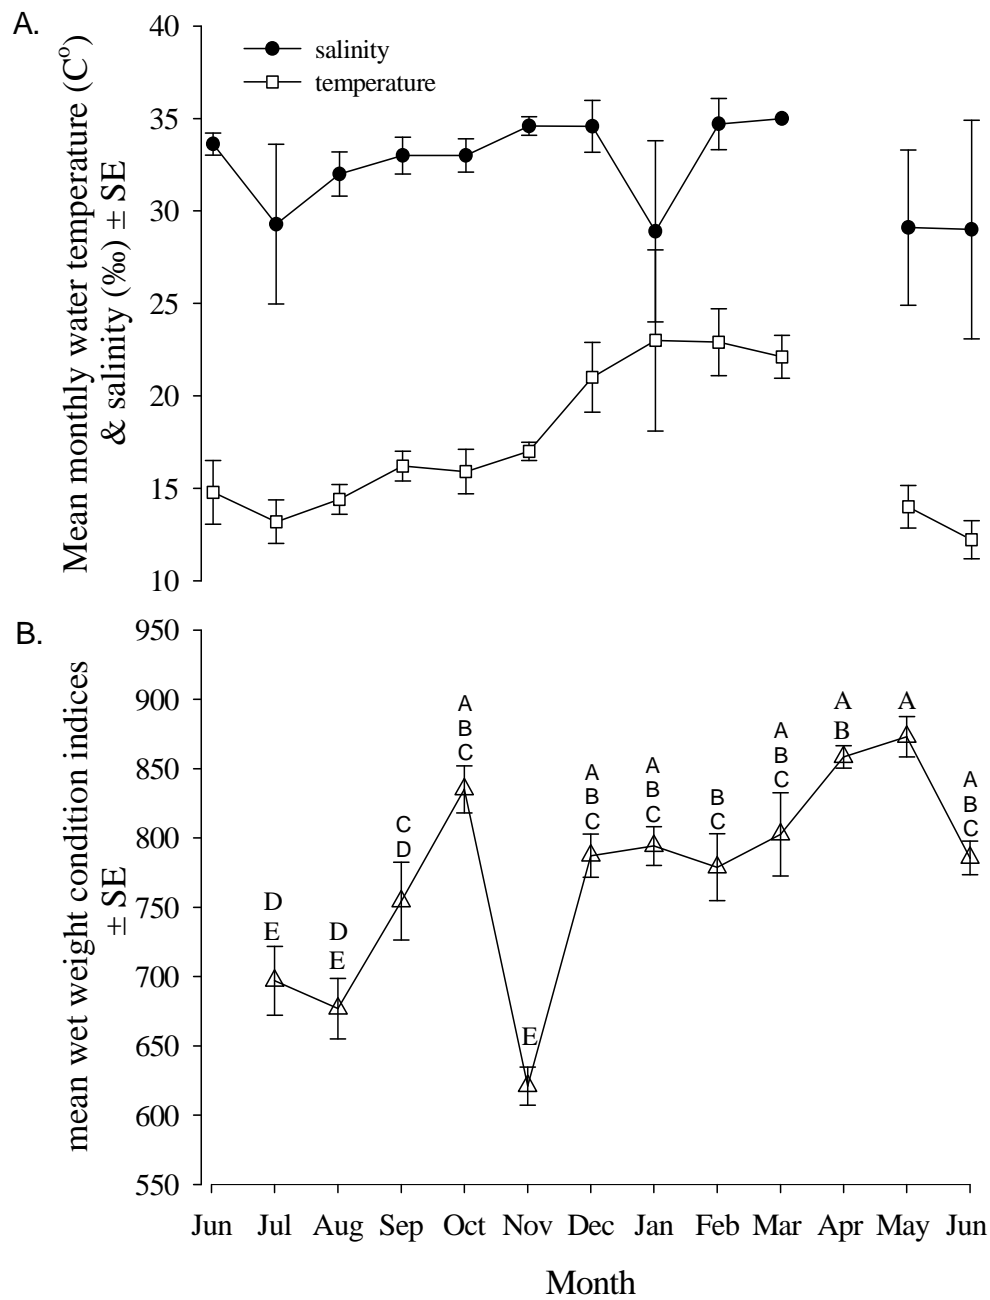 A.
40
35
30
25
20
15
10
Mean monthly water temperature (C°)
& salinity (‰) ± SE
salinity
temperature
B.
950
900
850
800
750
700
650
600
550
mean wet weight condition indices
± SE
D
E
D
E
C
D
A
B
C
E
A
B
C
A
B
C
B
C
A
B
C
A
B
A
A
B
C
Jun Jul Aug Sep Oct Nov Dec Jan Feb Mar Apr May Jun
Month